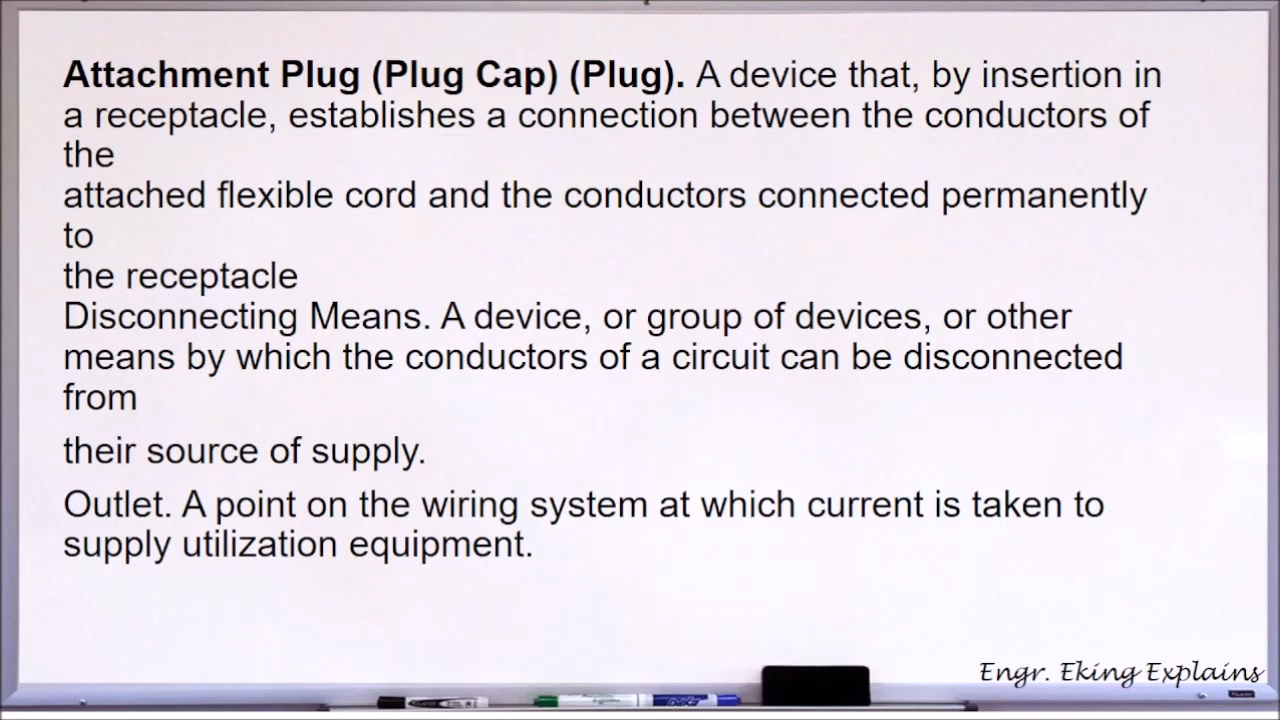 Attachment Plug (Plug Cap) (Plug). A device that, by insertion in
a receptacle, establishes a connection between the conductors of
the
attached flexible cord and the conductors connected permanently
to
the receptacle
Disconnecting Means. A device, or group of devices, or other
means by which the conductors of a circuit can be disconnected
from
their source of supply.
Outlet. A point on the wiring system at which current is taken to
supply utilization equipment.
Engr. Eking Explains